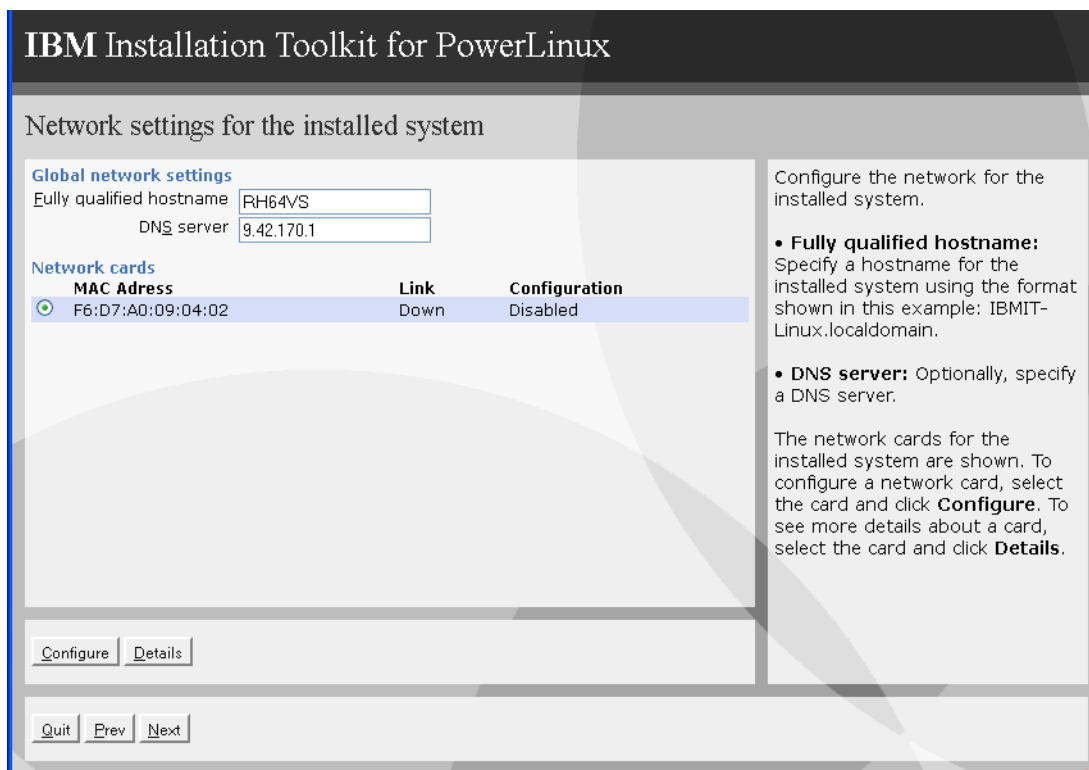 IBM Installation Toolkit for PowerLinux
Network settings for the installed system
Global network settings
Fully qualified hostname RH64VS
DNS server 9.42.170.1
Network cards
MAC Adress Link Configuration
F6:D7:A0:09:04:02 Down Disabled
Configure Details
Quit Prev Next
Configure the network for the
installed system.
• Fully qualified hostname:
Specify a hostname for the
installed system using the format
shown in this example: IBMIT-
Linux.localdomain.
• DNS server: Optionally, specify
a DNS server.
The network cards for the
installed system are shown. To
configure a network card, select
the card and click Configure. To
see more details about a card,
select the card and click Details.